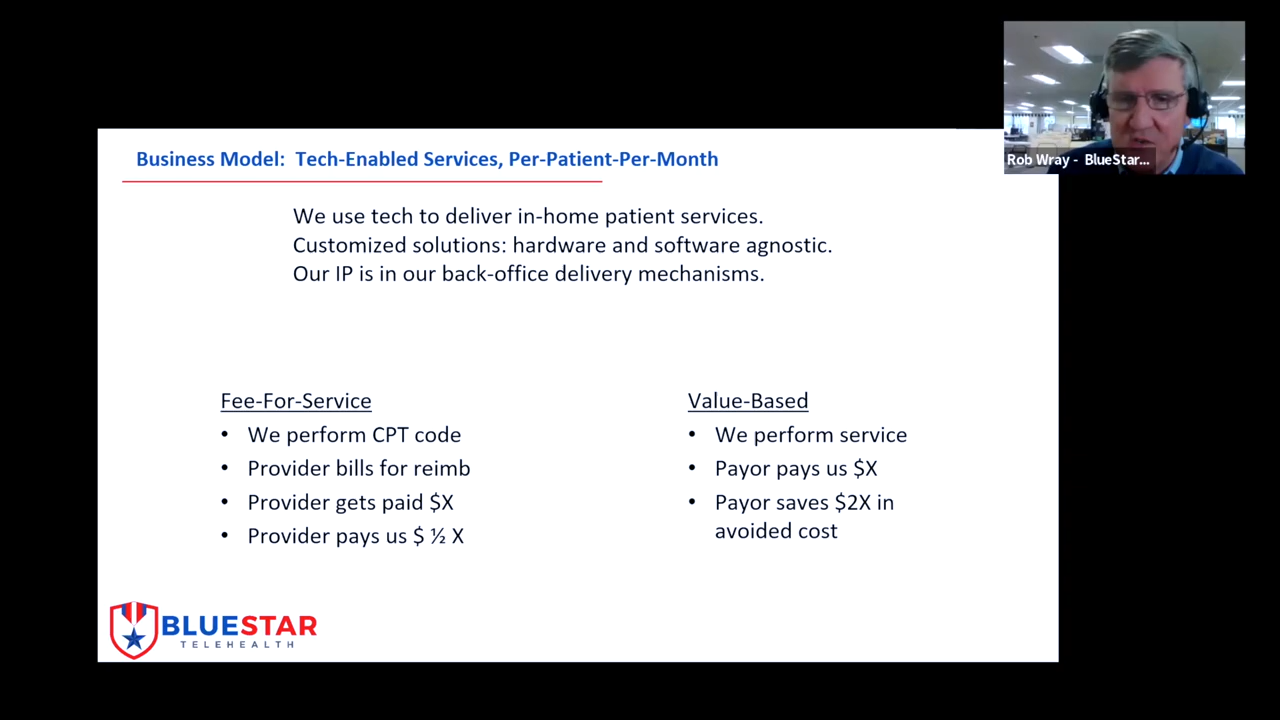 Business Model: Tech-Enabled Services, Per-Patient-Per-Month
Rob Wray - BlueStar...
We use tech to deliver in-home patient services.
Customized solutions: hardware and software agnostic.
Our IP is in our back-office delivery mechanisms.
Fee-For-Service
• We perform CPT code
• Provider bills for reimb
• Provider gets paid $X
• Provider pays us $ ½ X
Value-Based
• We perform service
• Payor pays us $X
• Payor saves $2X in
avoided cost
BLUESTAR
TELEHEALTH